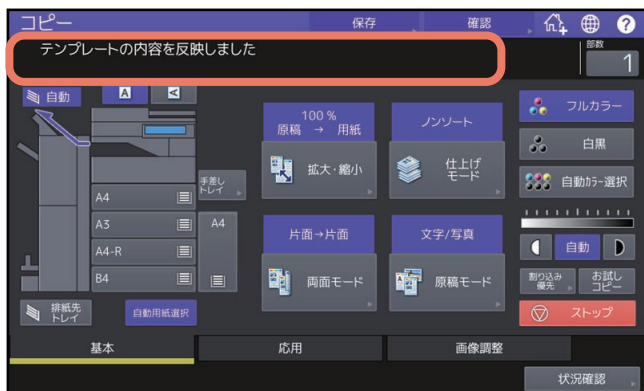 コピー
保存
確認
テンプレートの内容を反映しました
部数
1
自動
A
A
100 %
原稿 → 用紙
ノンソート
フルカラー
拡大・縮小
仕上げ
モード
白黒
自動カラー選択
手差し
トレイ
A4
A3
A4
A4-R
B4
片面→片面
文字/写真
両面モード
原稿モード
自動
割り込み
優先
お試し
コピー
排紙先
トレイ
自動用紙選択
ストップ
基本
応用
画像調整
状況確認